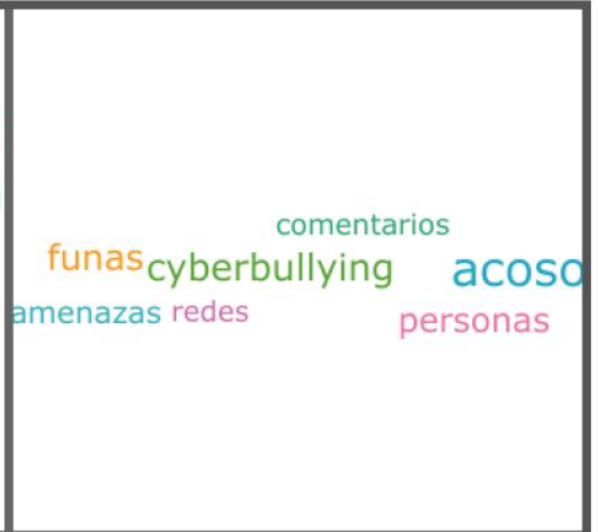 comentarios
funas cyberbullying acoso
amenazas redes personas